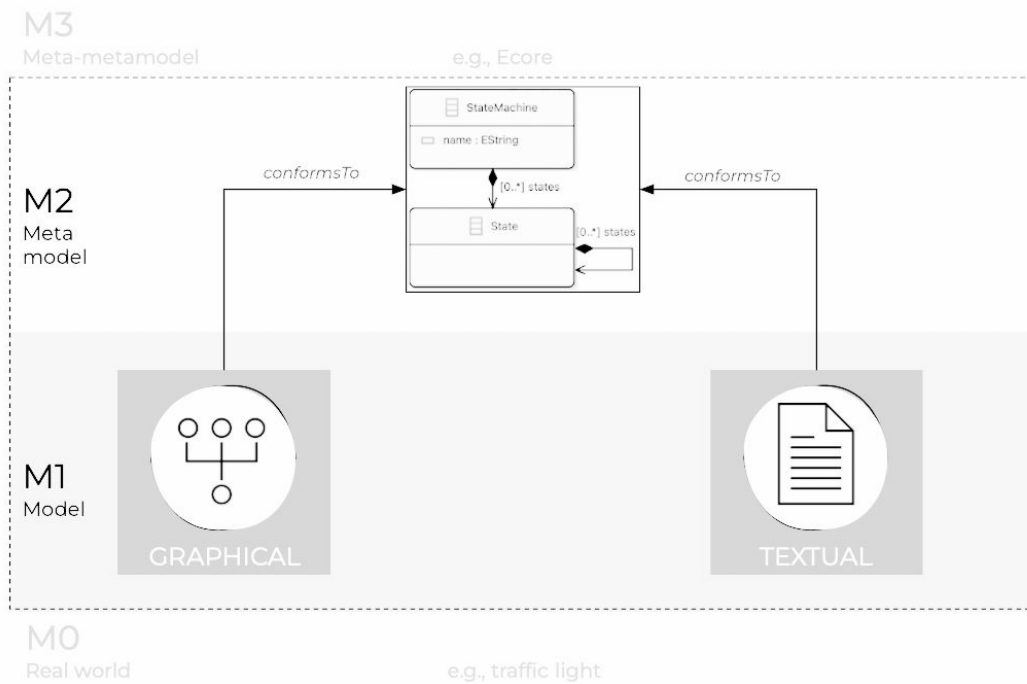 M3
Meta-metamodel
e.g., Ecore
StateMachine
name : EString
conformsTo
conformsTo
[0..*] states
M2
Meta
model
State
[0..*] states
M1
Model
GRAPHICAL
TEXTUAL
M0
Real world
e.g., traffic light